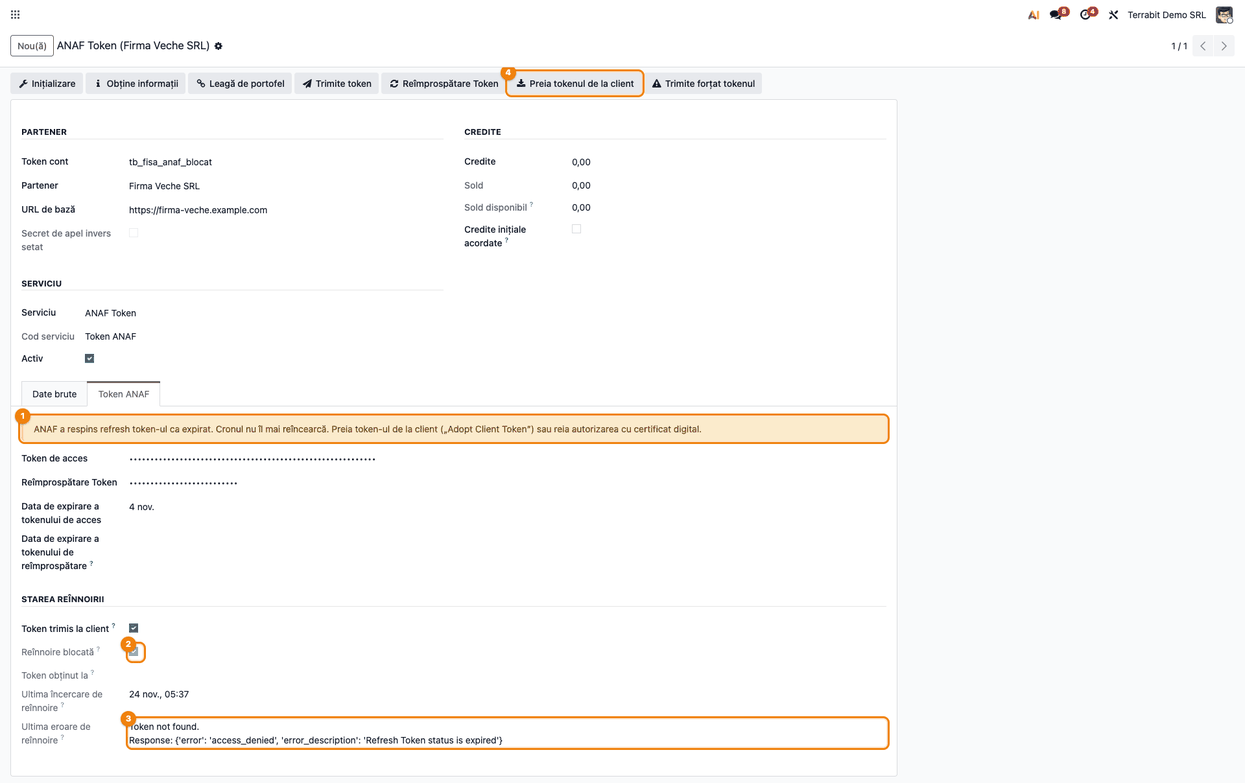 AI
8
4
Terrabit Demo SRL
Nou(ă)
ANAF Token (Firma Veche SRL)
1 / 1
Inițializare
Obține informații
Leagă de portofel
Trimite token
Reîmprospătare Token
4
Preia tokenul de la client
Trimite forțat tokenul
PARTENER
Token cont
tb_fisa_anaf_blocat
Partener
Firma Veche SRL
URL de bază
https://firma-veche.example.com
Secret de apel invers
setat
CREDITE
Credite
0,00
Sold
0,00
Sold disponibil ?
0,00
Credite inițiale
acordate ?
SERVICIU
Serviciu
ANAF Token
Cod serviciu
Token ANAF
Activ
Date brute
Token ANAF
1
ANAF a respins refresh token-ul ca expirat. Cronul nu îl mai reîncearcă. Preia token-ul de la client („Adopt Client Token”) sau reia autorizarea cu certificat digital.
Token de acces
Reîmprospătare Token
Data de expirare a
tokenului de acces
4 nov.
Data de expirare a
tokenului de
reîmprospătare ?
STAREA REÎNNOIRII
Token trimis la client ?
2
Reînnoire blocată ?
Token obținut la ?
Ultima încercare de
reînnoire ?
24 nov., 05:37
3
Ultima eroare de
reînnoire ?
Token not found.
Response: {'error': 'access_denied', 'error_description': 'Refresh Token status is expired'}